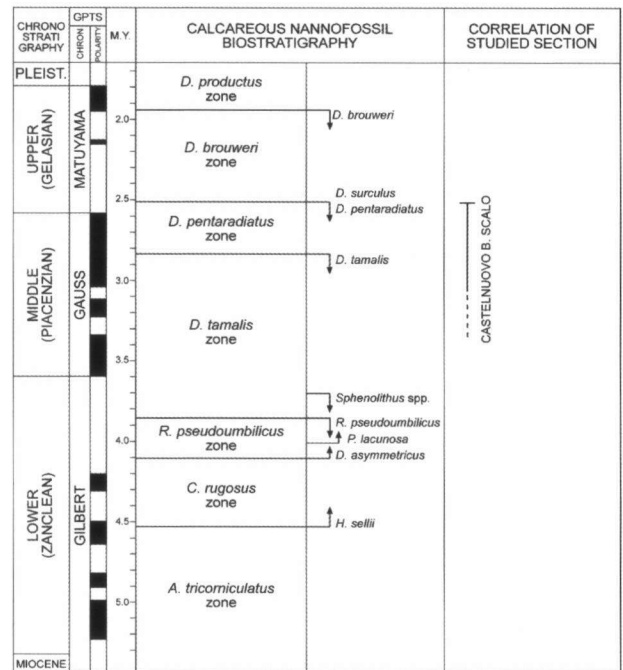 CHRONO
STRATI
GRAPHY
GPTS
CHRON
POLARITY
M.Y.
CALCAREOUS NANNOFOSSIL
BIOSTRATIGRAPHY
CORRELATION OF
STUDIED SECTION
PLEIST.
UPPER
(GELASIAN)
MIDDLE
(PIACENZIAN)
LOWER
(ZANCLEAN)
MIOCENE
MATUYAMA
GAUSS
GILBERT
2.0
2.5
3.0
3.5
4.0
4.5
5.0
D. productus
zone
D. brouweri
zone
D. pentaradiatus
zone
D. tamalis
zone
R. pseudoumbilicus
zone
C. rugosus
zone
A. tricorniculatus
zone
D. brouweri
D. surculus
D. pentaradiatus
D. tamalis
Sphenolithus spp.
R. pseudoumbilicus
P. lacunosa
D. asymmetricus
H. sellii
CASTELNUOVO B. SCALO